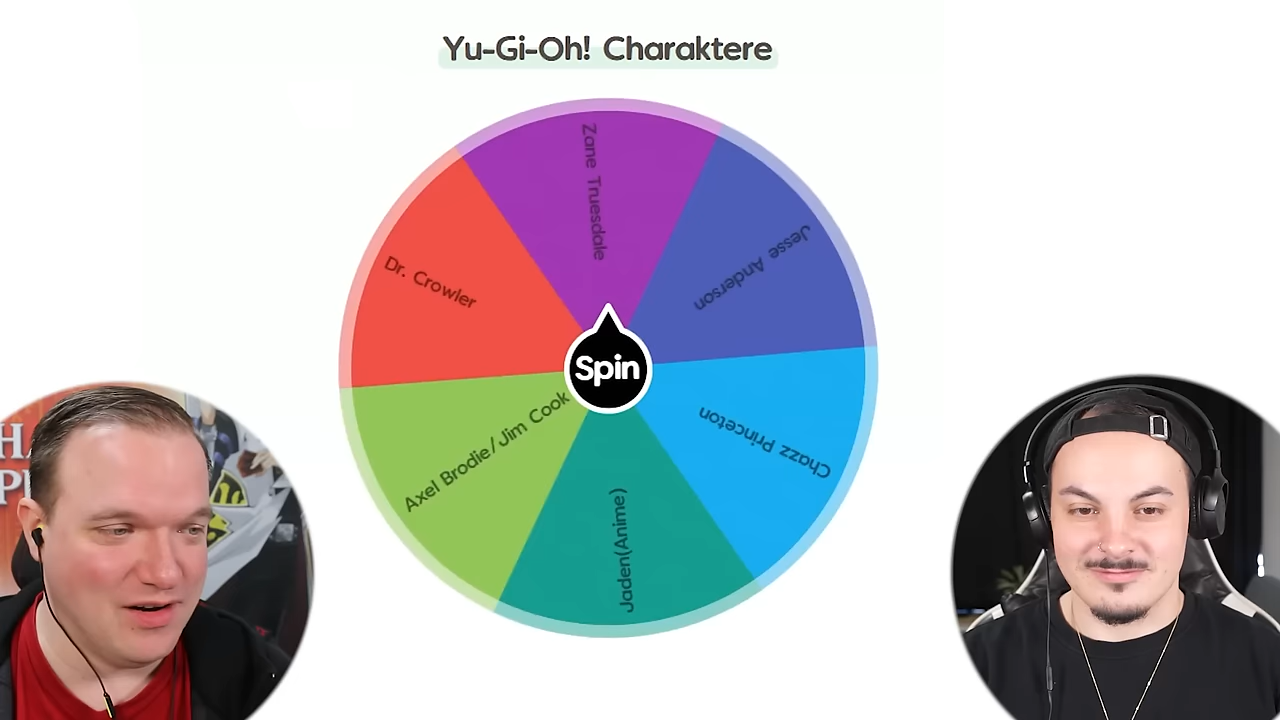 Yu-Gi-Oh! Charaktere
Zane Truesdale
Jesse Anderson
Dr. Crowler
Spin
Chazz Princeton
Axel Brodie/Jim Cook
Jaden(Anime)